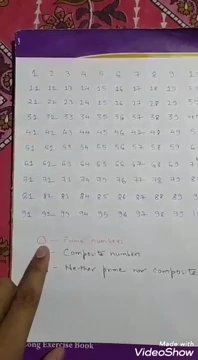 1 2 3 4 5 6 7 8 9
11 12 13 14 15 16 17 18 19
21 22 23 24 25 26 27 28 29
31 32 33 34 35 36 37 38 39
41 42 43 44 45 46 47 48 49
51 52 53 54 55 56 57 58 59
61 62 63 64 65 66 67 68 69
71 72 73 74 75 76 77 78 79
81 82 83 84 85 86 87 88 89
91 92 93 94 95 96 97 98 99
Prime numbers
- Composite numbers
- Neither prime nor composite
Long Exercise Book
Made with
VivaVideo